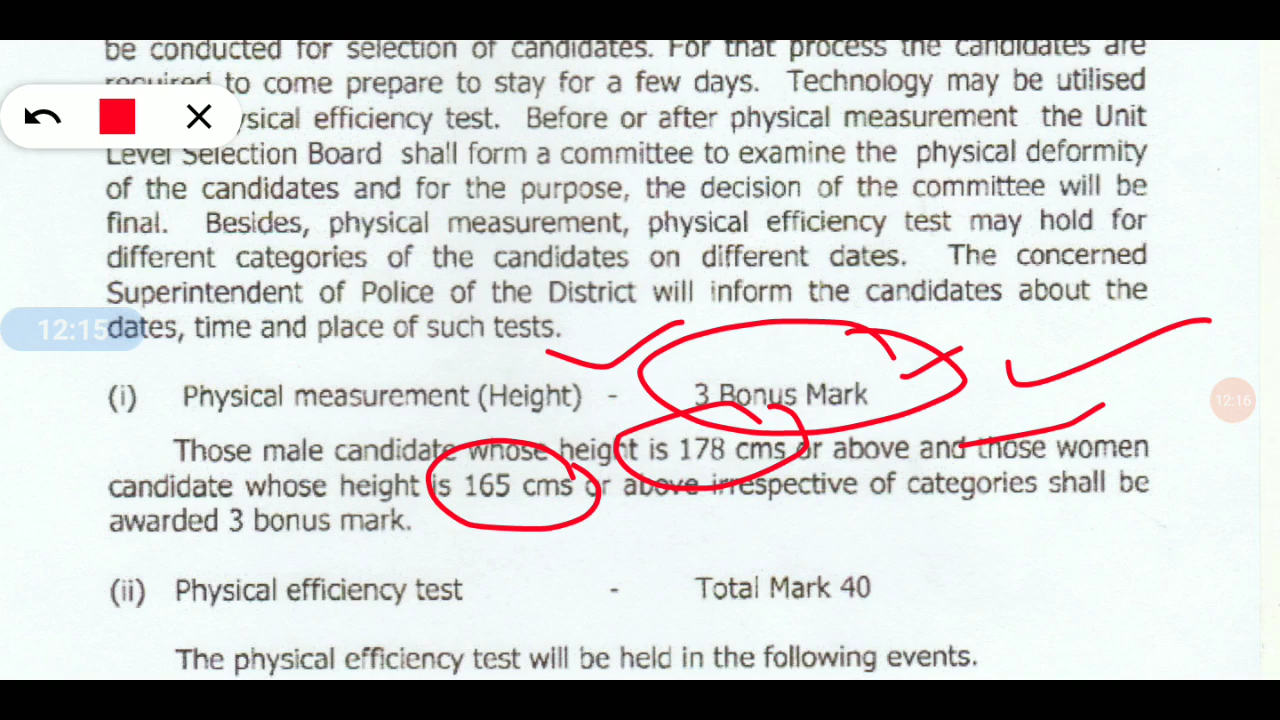 be conducted for selection of candidates. For that process the candidates are
required to come prepare to stay for a few days. Technology may be utilised
ysical efficiency test. Before or after physical measurement the Unit
Level Selection Board shall form a committee to examine the physical deformity
of the candidates and for the purpose, the decision of the committee will be
final. Besides, physical measurement, physical efficiency test may hold for
different categories of the candidates on different dates. The concerned
Superintendent of Police of the District will inform the candidates about the
12:15
dates, time and place of such tests.
(i) Physical measurement (Height) - 3 Bonus Mark
12:16
Those male candidate whose height is 178 cms or above and those women
candidate whose height is 165 cms or above irrespective of categories shall be
awarded 3 bonus mark.
(ii) Physical efficiency test - Total Mark 40
The physical efficiency test will be held in the following events.